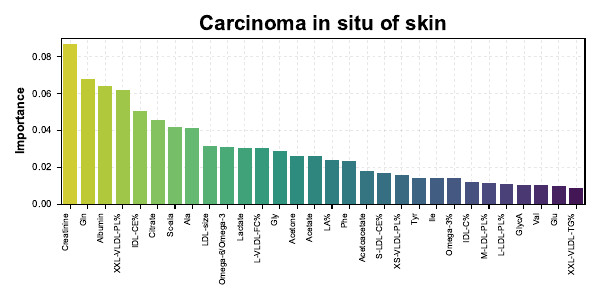 Carcinoma in situ of skin
Importance
0.08
0.06
0.04
0.02
0.00
Creatinine
Gln
Albumin
XXL-VLDL-PL%
IDL-CE%
Citrate
Scela
Ala
LDL-size
Omega-6/Omega-3
Lactate
L-VLDL-FC%
Gly
Acetone
Acetate
LA%
Phe
Acetoacetate
S-LDL-CE%
XS-VLDL-PL%
Tyr
Ile
Omega-3%
IDL-C%
M-LDL-PL%
L-LDL-PL%
GlycA
Val
Glu
XXL-VLDL-TG%